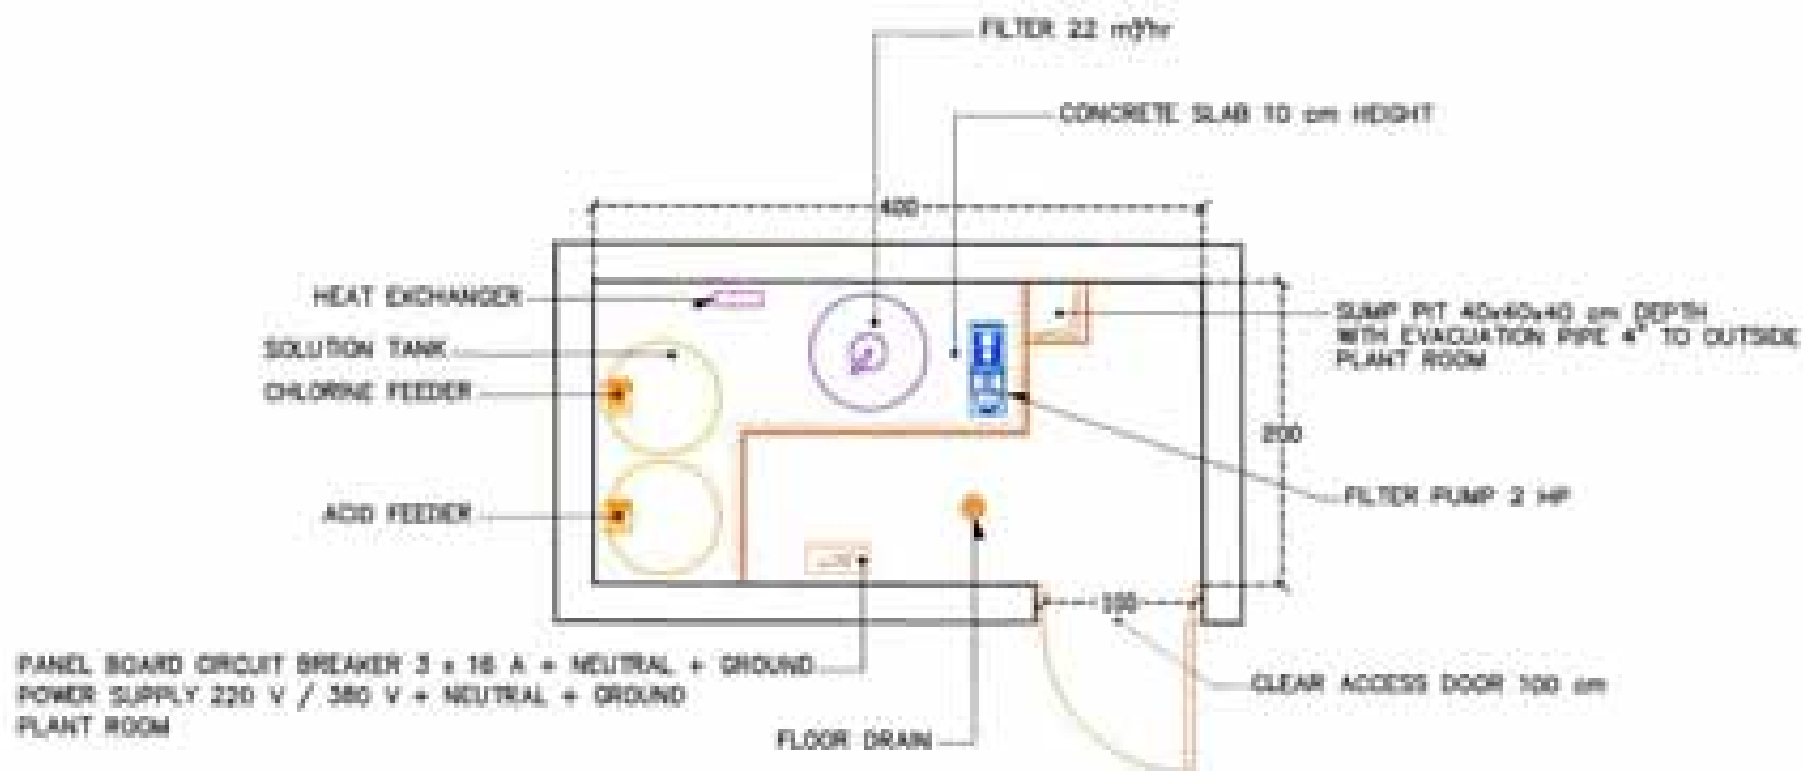 FILTER 22 m³/hr
CONCRETE SLAB 10 cm HEIGHT
400
HEAT EXCHANGER
SOLUTION TANK
CHLORINE FEEDER
ACID FEEDER
SUMP PIT 40x40x40 cm DEPTH
WITH EVACUATION PIPE 4" TO OUTSIDE
PLANT ROOM
200
FILTER PUMP 2 HP
100
PANEL BOARD CIRCUIT BREAKER 3 x 16 A + NEUTRAL + GROUND
POWER SUPPLY 220 V / 380 V + NEUTRAL + GROUND
PLANT ROOM
CLEAR ACCESS DOOR 100 cm
FLOOR DRAIN